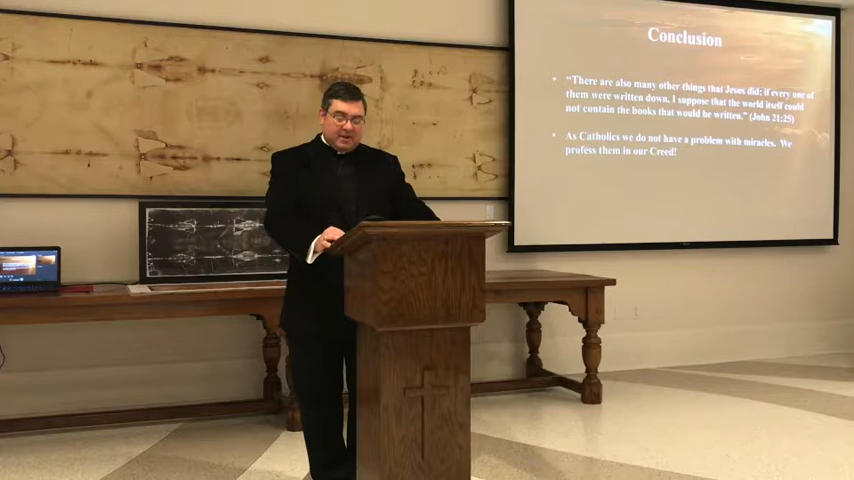 Conclusion
• "There are also many other things that Jesus did; if every one of
them were written down, I suppose that the world itself could
not contain the books that would be written." (John 21:25)
• As Catholics we do not have a problem with miracles. We
profess them in our Creed!